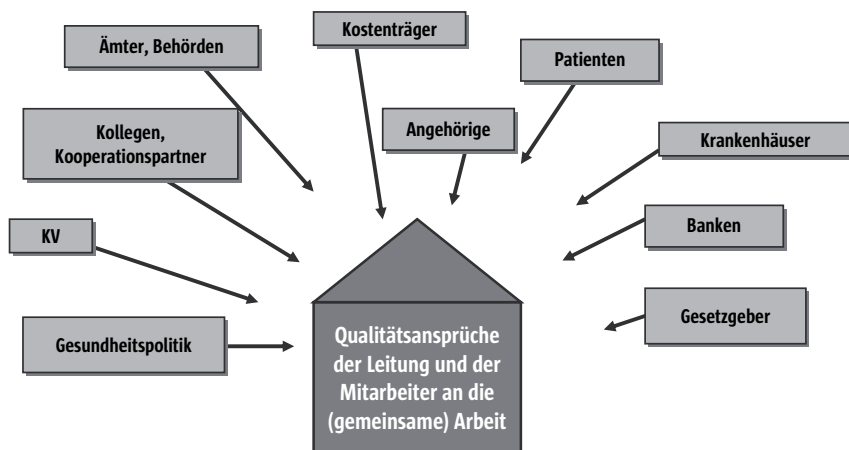 Ämter, Behörden
Kostenträger
Patienten
Kollegen,
Kooperationspartner
Angehörige
Krankenhäuser
KV
Banken
Gesundheitspolitik
Gesetzgeber
Qualitätsansprüche
der Leitung und der
Mitarbeiter an die
(gemeinsame) Arbeit